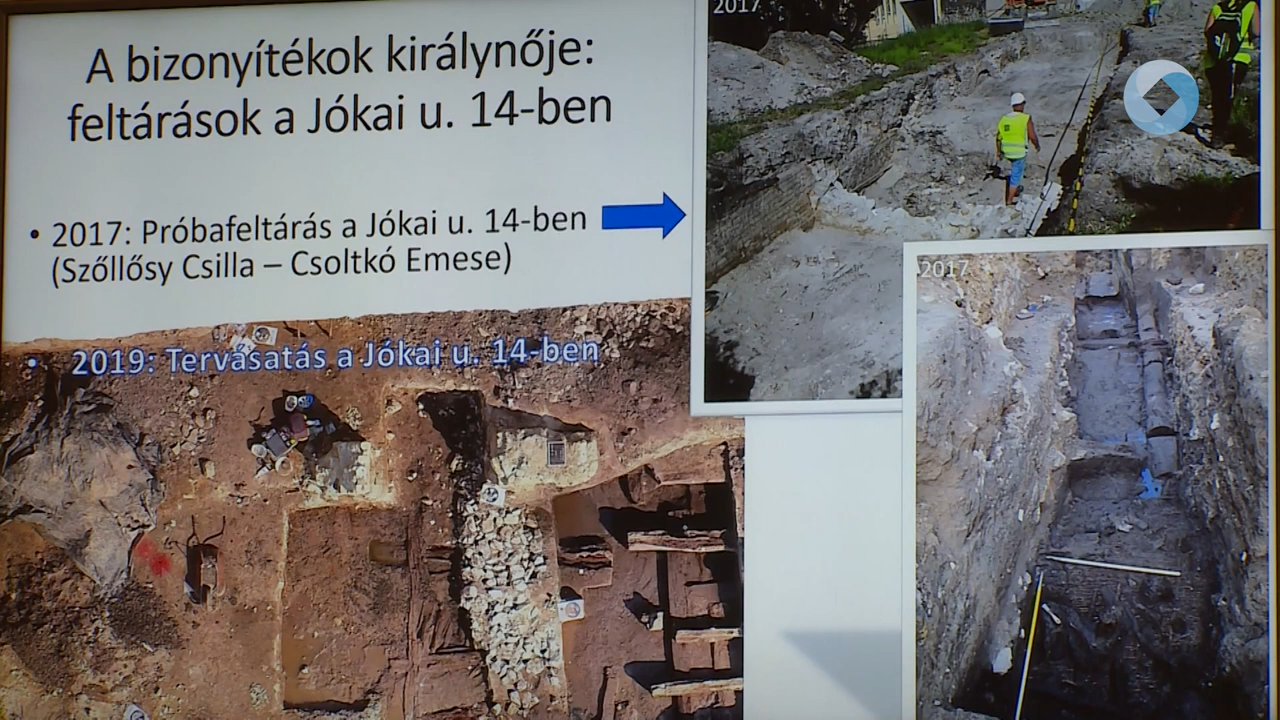 A bizonyítékok királynője:
feltárások a Jókai u. 14-ben
• 2017: Próbafeltárás a Jókai u. 14-ben
(Szőllősy Csilla – Csoltkó Emese)
• 2019: Tervásatás a Jókai u. 14-ben
2017
2017